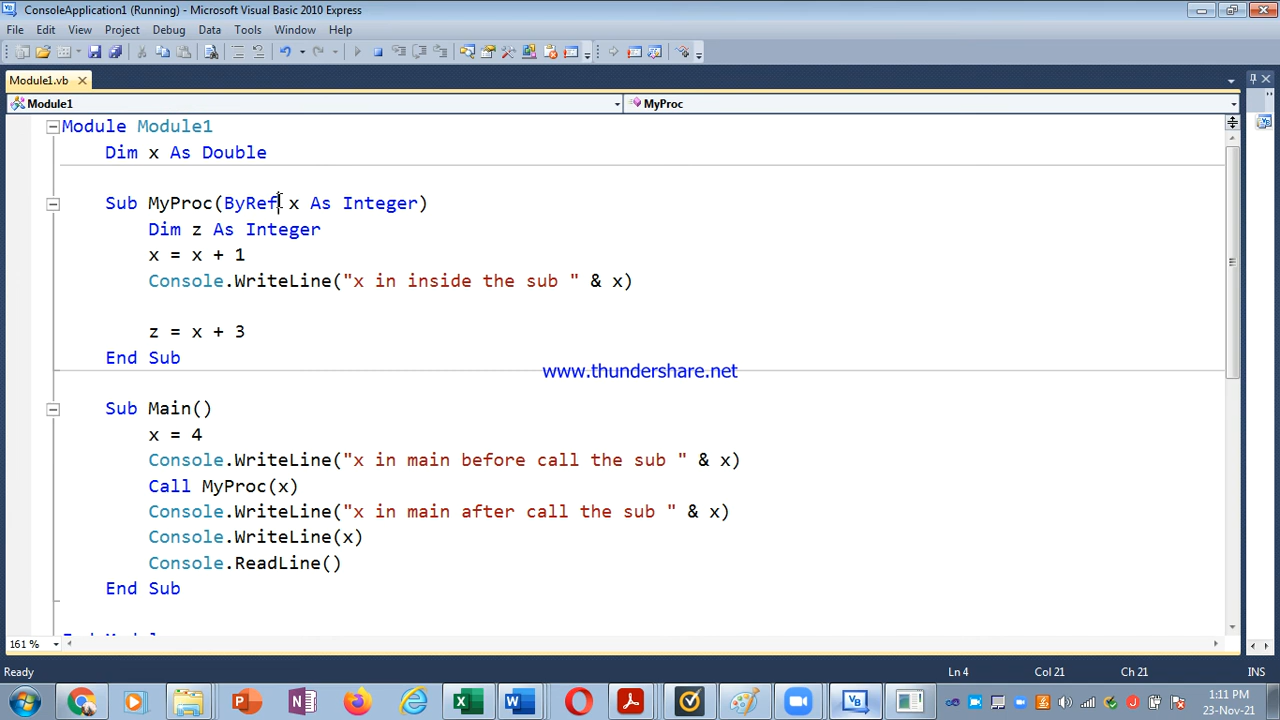 ConsoleApplication1 (Running) - Microsoft Visual Basic 2010 Express
File Edit View Project Debug Data Tools Window Help
Module1.vb
Module1 MyProc
Module Module1
Dim x As Double
Sub MyProc(ByRef x As Integer)
Dim z As Integer
x = x + 1
Console.WriteLine("x in inside the sub " & x)
z = x + 3
End Sub
www.thundershare.net
Sub Main()
x = 4
Console.WriteLine("x in main before call the sub " & x)
Call MyProc(x)
Console.WriteLine("x in main after call the sub " & x)
Console.WriteLine(x)
Console.ReadLine()
End Sub
161 %
Ready Ln 4 Col 21 Ch 21 INS
1:11 PM
23-Nov-21